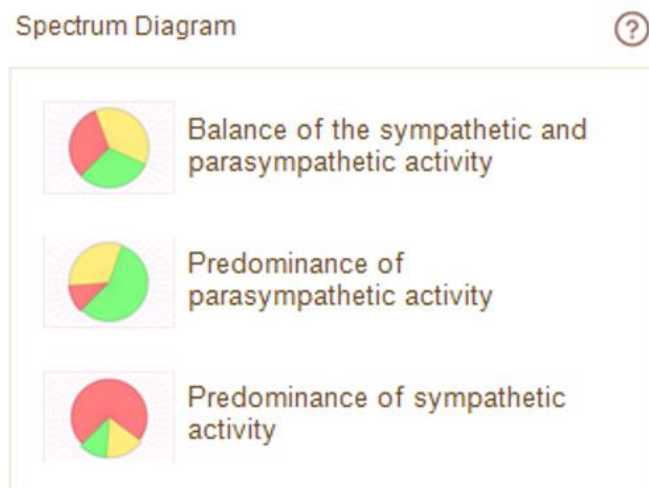 Spectrum Diagram
?
Balance of the sympathetic and
parasympathetic activity
Predominance of
parasympathetic activity
Predominance of sympathetic
activity